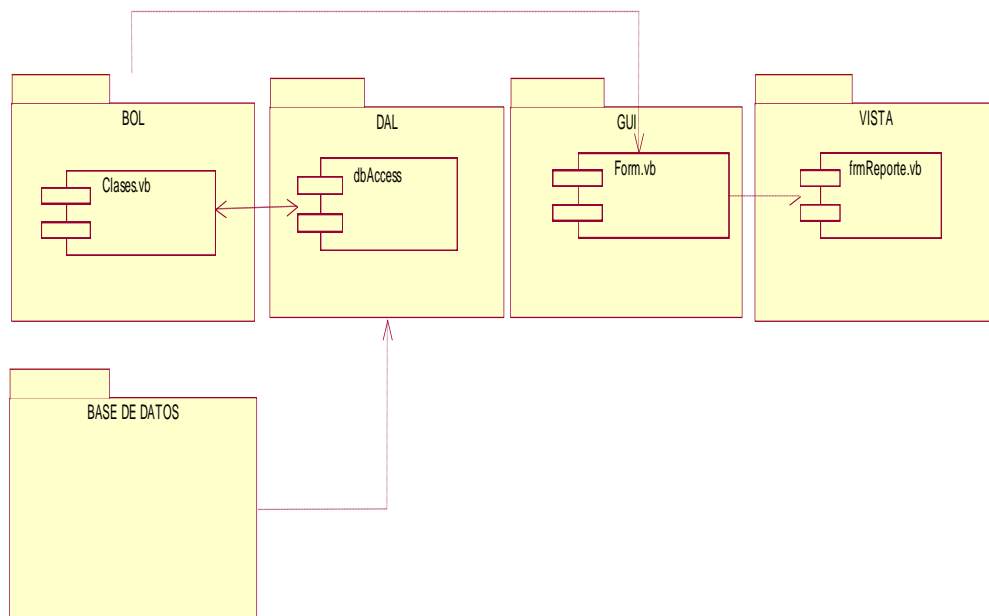 BOL
DAL
GUI
VISTA
Clases.vb
dbAccess
Form.vb
frmReporte.vb
BASE DE DATOS